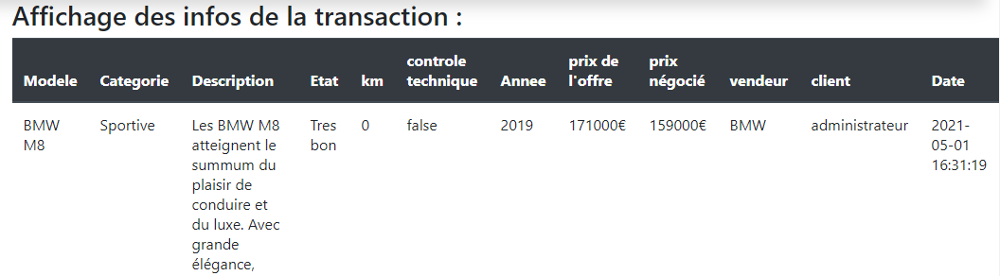 Affichage des infos de la transaction :
Modele Categorie Description Etat km controle technique Annee prix de l'offre prix négocié vendeur client Date
BMW M8 Sportive Les BMW M8 atteignent le summum du plaisir de conduire et du luxe. Avec grande élégance, Tres bon 0 false 2019 171000€ 159000€ BMW administrateur 2021-05-01 16:31:19